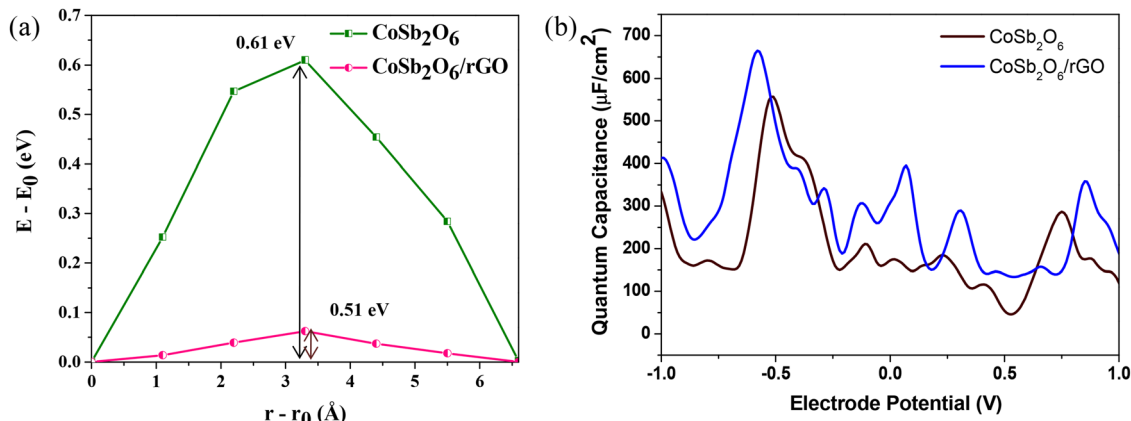 (a)
0.7
0.6
0.5
0.4
0.3
0.2
0.1
0.0
E - E₀ (eV)
0.61 eV
CoSb₂O₆
CoSb₂O₆/rGO
0.51 eV
0 1 2 3 4 5 6
r - r₀ (Å)
(b)
700
600
500
400
300
200
100
0
Quantum Capacitance (μF/cm²)
CoSb₂O₆
CoSb₂O₆/rGO
-1.0 -0.5 0.0 0.5 1.0
Electrode Potential (V)